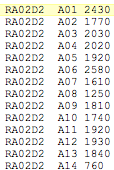 RA02D2 A01 2430
RA02D2 A02 1770
RA02D2 A03 2030
RA02D2 A04 2020
RA02D2 A05 1920
RA02D2 A06 2580
RA02D2 A07 1610
RA02D2 A08 1250
RA02D2 A09 1810
RA02D2 A10 1740
RA02D2 A11 1920
RA02D2 A12 1930
RA02D2 A13 1840
RA02D2 A14 760